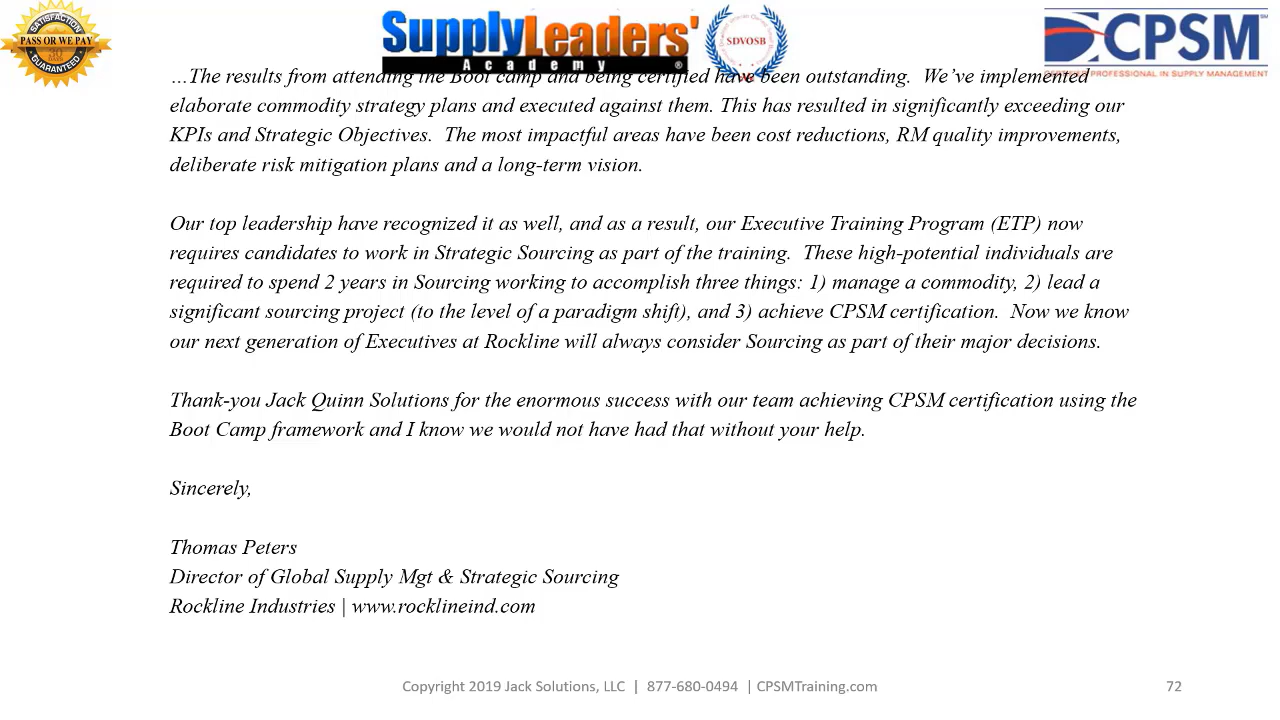 SATISFACTION
PASS OR WE PAY
GUARANTEED
SupplyLeaders'
Academy ®
SDVOSB
CPSM
CERTIFIED PROFESSIONAL IN SUPPLY MANAGEMENT
…The results from attending the Boot camp and being certified have been outstanding.  We've implemented
elaborate commodity strategy plans and executed against them. This has resulted in significantly exceeding our
KPIs and Strategic Objectives.  The most impactful areas have been cost reductions, RM quality improvements,
deliberate risk mitigation plans and a long-term vision.
Our top leadership have recognized it as well, and as a result, our Executive Training Program (ETP) now
requires candidates to work in Strategic Sourcing as part of the training.  These high-potential individuals are
required to spend 2 years in Sourcing working to accomplish three things: 1) manage a commodity, 2) lead a
significant sourcing project (to the level of a paradigm shift), and 3) achieve CPSM certification.  Now we know
our next generation of Executives at Rockline will always consider Sourcing as part of their major decisions.
Thank-you Jack Quinn Solutions for the enormous success with our team achieving CPSM certification using the
Boot Camp framework and I know we would not have had that without your help.
Sincerely,
Thomas Peters
Director of Global Supply Mgt & Strategic Sourcing
Rockline Industries | www.rocklineind.com
Copyright 2019 Jack Solutions, LLC  |  877-680-0494  | CPSMTraining.com
72